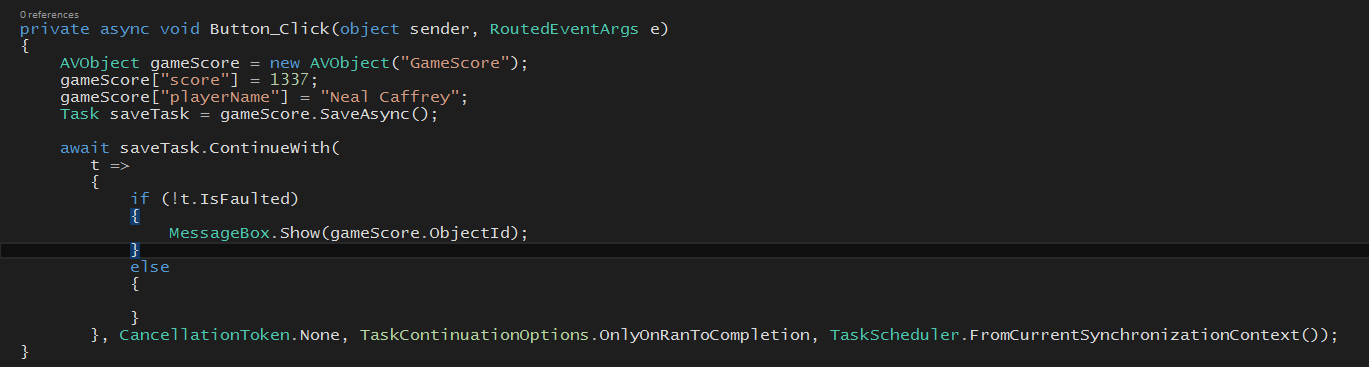 0 references
private async void Button_Click(object sender, RoutedEventArgs e)
{
    AVObject gameScore = new AVObject("GameScore");
    gameScore["score"] = 1337;
    gameScore["playerName"] = "Neal Caffrey";
    Task saveTask = gameScore.SaveAsync();

    await saveTask.ContinueWith(
       t =>
       {
           if (!t.IsFaulted)
           {
               MessageBox.Show(gameScore.ObjectId);
           }
           else
           {

           }
       }, CancellationToken.None, TaskContinuationOptions.OnlyOnRanToCompletion, TaskScheduler.FromCurrentSynchronizationContext());
}